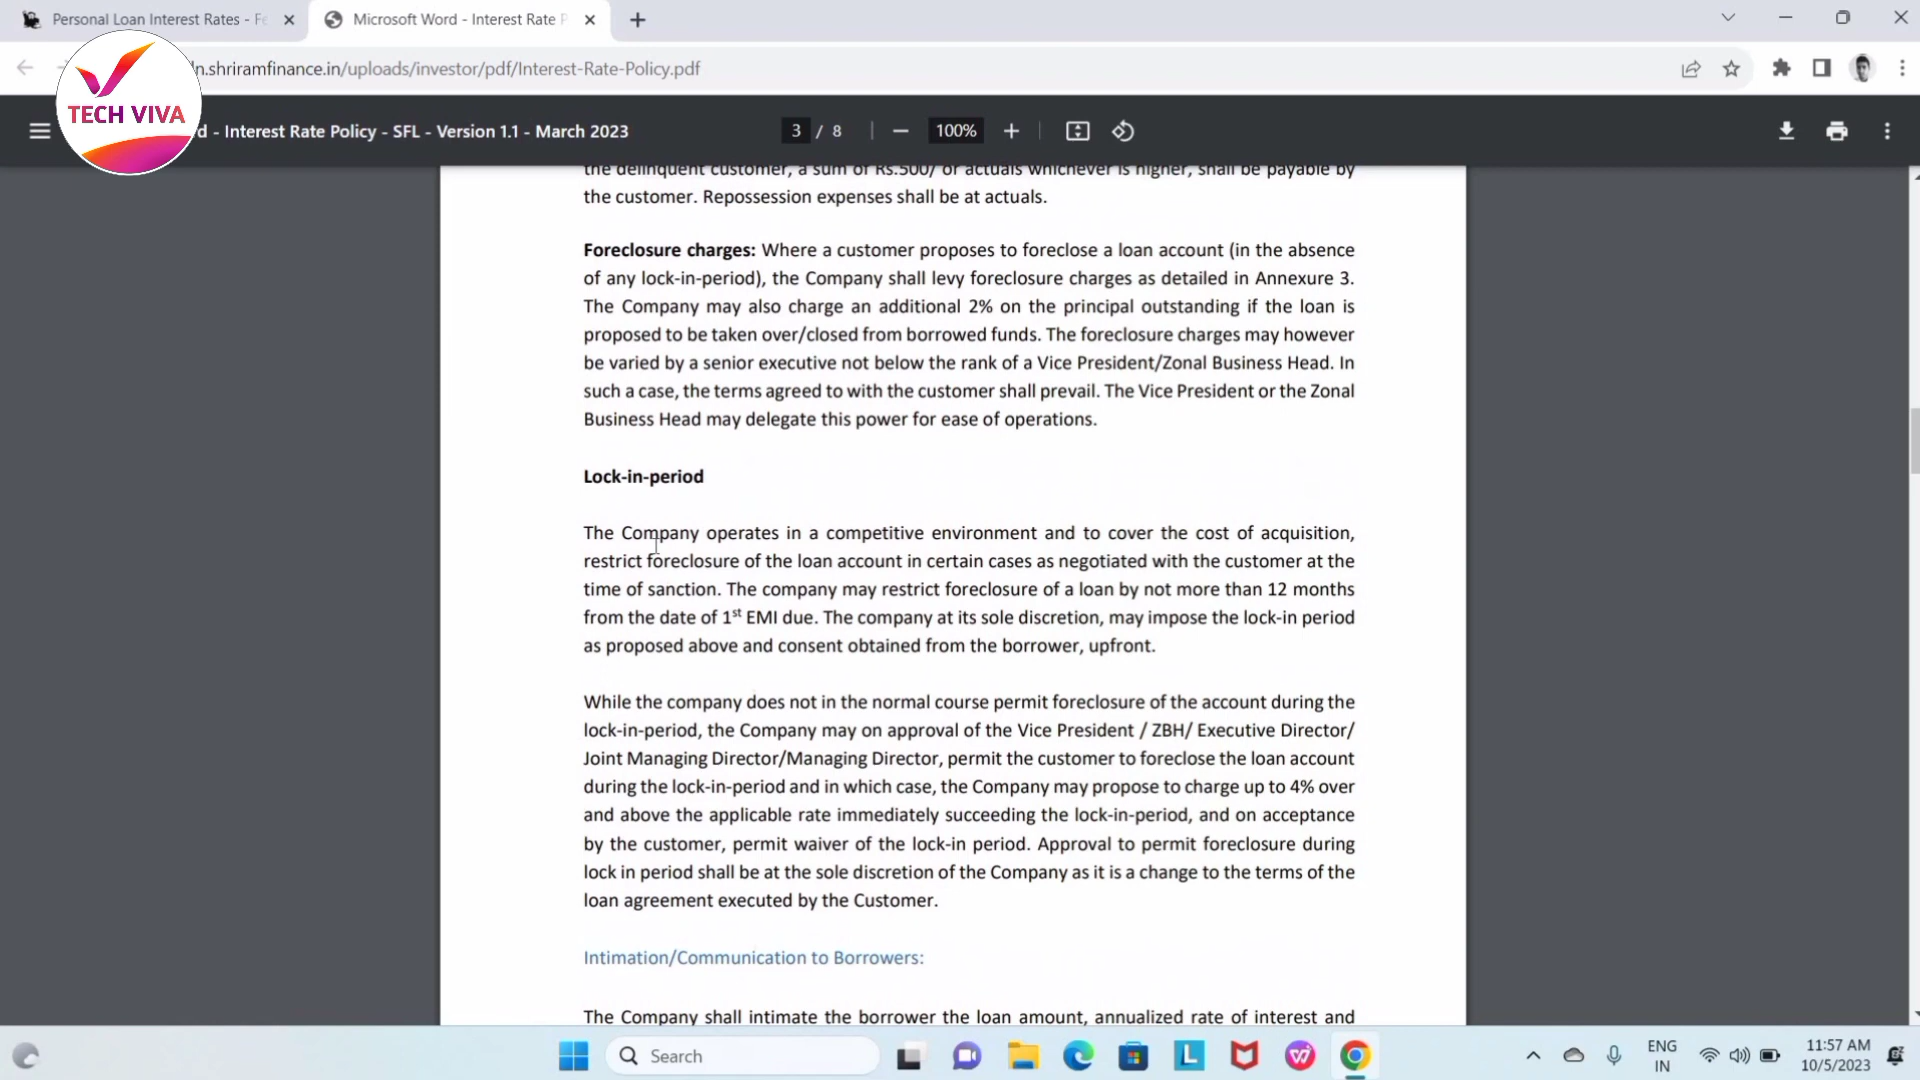 Personal Loan Interest Rates - Fe
Microsoft Word - Interest Rate P
ln.shriramfinance.in/uploads/investor/pdf/Interest-Rate-Policy.pdf
TECH VIVA
d - Interest Rate Policy - SFL - Version 1.1 - March 2023
3 / 8
100%
the delinquent customer, a sum of Rs.500/ or actuals whichever is higher, shall be payable by
the customer. Repossession expenses shall be at actuals.
Foreclosure charges: Where a customer proposes to foreclose a loan account (in the absence
of any lock-in-period), the Company shall levy foreclosure charges as detailed in Annexure 3.
The Company may also charge an additional 2% on the principal outstanding if the loan is
proposed to be taken over/closed from borrowed funds. The foreclosure charges may however
be varied by a senior executive not below the rank of a Vice President/Zonal Business Head. In
such a case, the terms agreed to with the customer shall prevail. The Vice President or the Zonal
Business Head may delegate this power for ease of operations.
Lock-in-period
The Company operates in a competitive environment and to cover the cost of acquisition,
restrict foreclosure of the loan account in certain cases as negotiated with the customer at the
time of sanction. The company may restrict foreclosure of a loan by not more than 12 months
from the date of 1st EMI due. The company at its sole discretion, may impose the lock-in period
as proposed above and consent obtained from the borrower, upfront.
While the company does not in the normal course permit foreclosure of the account during the
lock-in-period, the Company may on approval of the Vice President / ZBH/ Executive Director/
Joint Managing Director/Managing Director, permit the customer to foreclose the loan account
during the lock-in-period and in which case, the Company may propose to charge up to 4% over
and above the applicable rate immediately succeeding the lock-in-period, and on acceptance
by the customer, permit waiver of the lock-in period. Approval to permit foreclosure during
lock in period shall be at the sole discretion of the Company as it is a change to the terms of the
loan agreement executed by the Customer.
Intimation/Communication to Borrowers:
The Company shall intimate the borrower the loan amount, annualized rate of interest and
Search
ENG
IN
11:57 AM
10/5/2023